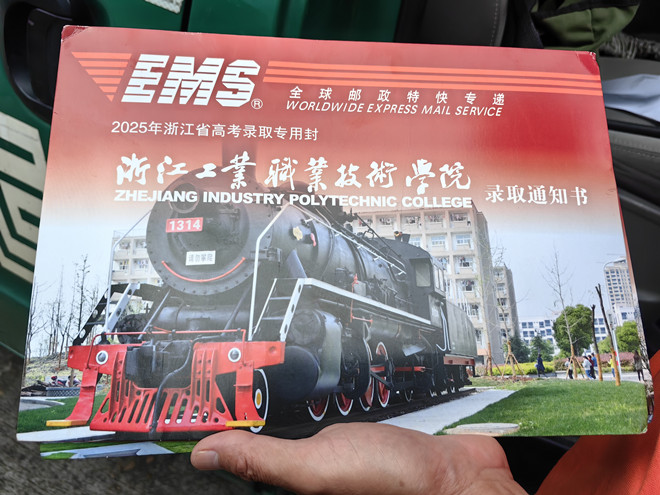 EMS®
全球邮政特快专递
WORLDWIDE EXPRESS MAIL SERVICE
2025年浙江省高考录取专用封
浙江工業職業技術學院
ZHEJIANG INDUSTRY POLYTECHNIC COLLEGE
录取通知书
1314